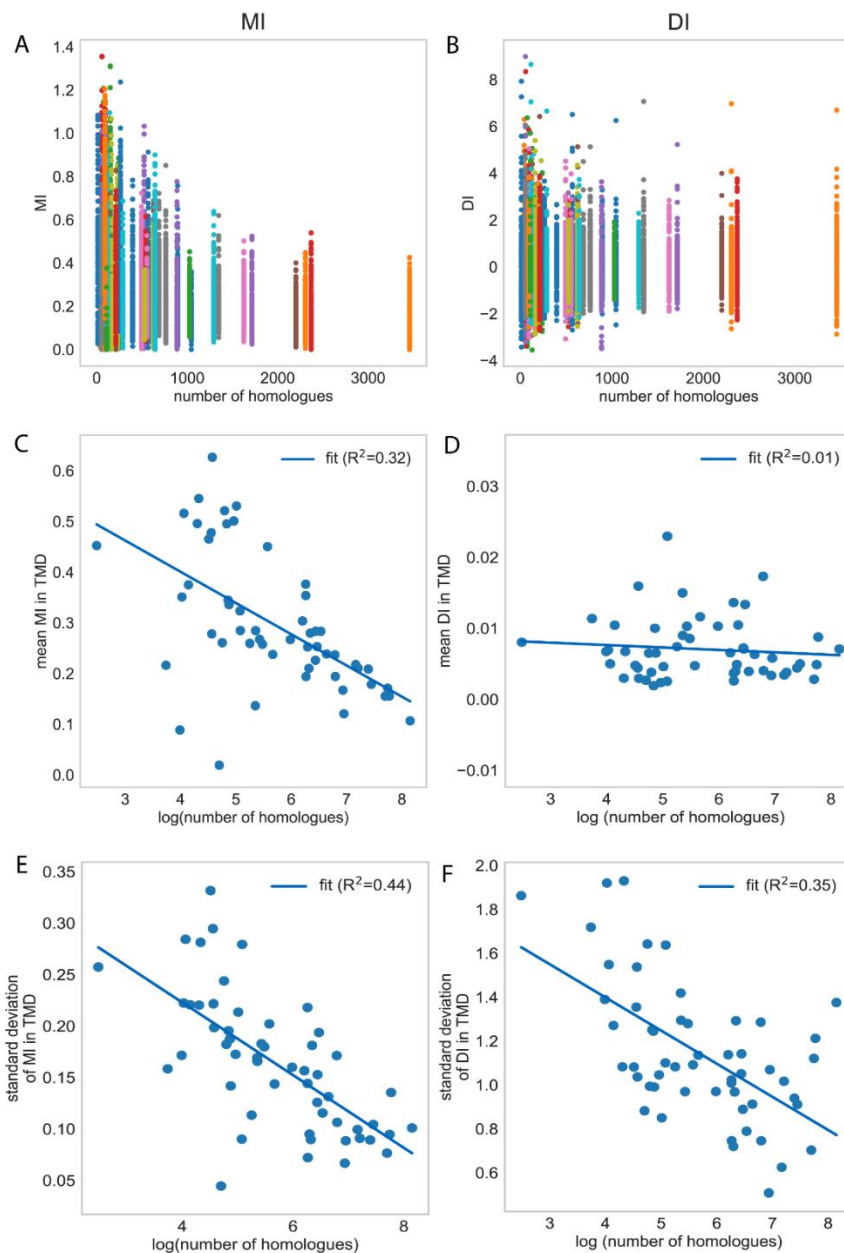 MI
DI
A
1.4
1.2
1.0
0.8
0.6
0.4
0.2
0.0
MI
0
1000
2000
3000
number of homologues
B
8
6
4
2
0
−2
−4
DI
0
1000
2000
3000
number of homologues
C
fit (R²=0.32)
0.6
0.5
0.4
0.3
0.2
0.1
0.0
mean MI in TMD
3
4
5
6
7
8
log(number of homologues)
D
fit (R²=0.01)
0.03
0.02
0.01
0.00
−0.01
mean DI in TMD
3
4
5
6
7
8
log (number of homologues)
E
fit (R²=0.44)
0.35
0.30
0.25
0.20
0.15
0.10
0.05
standard deviation
of MI in TMD
4
6
8
log(number of homologues)
F
fit (R²=0.35)
2.0
1.8
1.6
1.4
1.2
1.0
0.8
0.6
standard deviation
of DI in TMD
3
4
5
6
7
8
log (number of homologues)